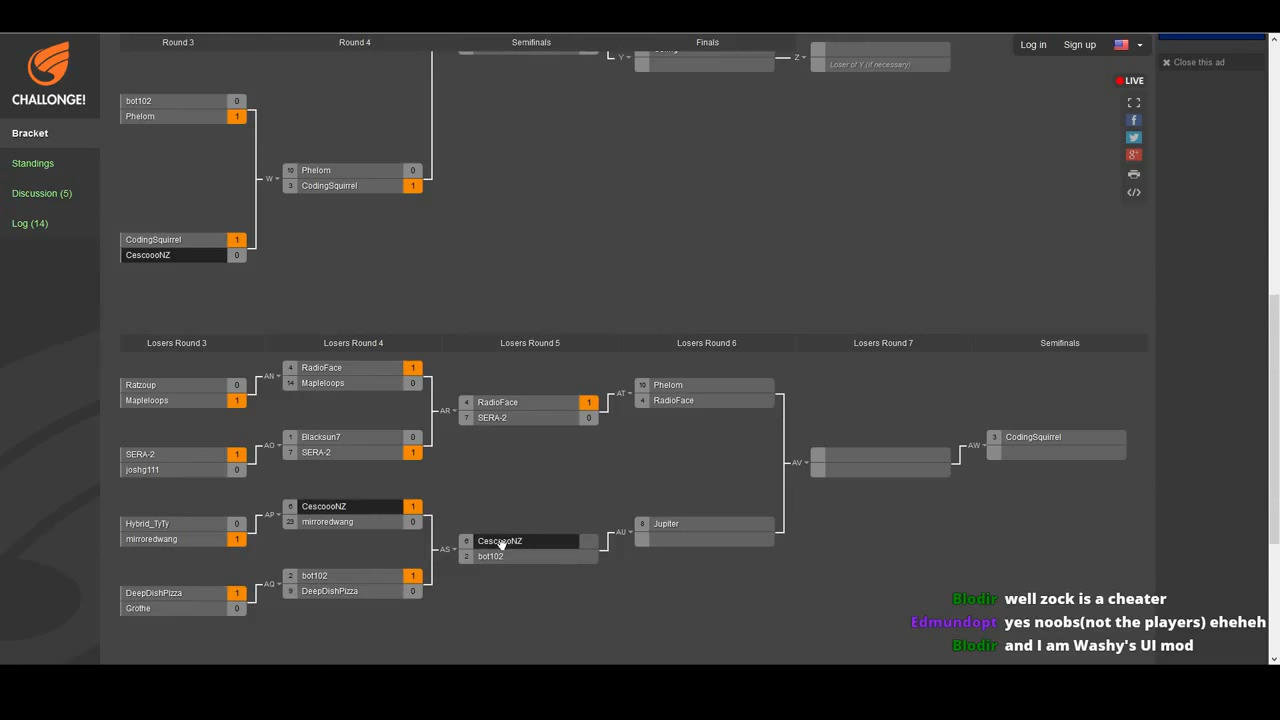 Round 3
Round 4
Semifinals
Finals
Log in
Sign up
Close this ad
CHALLONGE!
Bracket
Standings
Discussion (5)
Log (14)
LIVE
Y
Z
Loser of Y (if necessary)
bot102 0
Phelom 1
W
10 Phelom 0
3 CodingSquirrel 1
CodingSquirrel 1
CescoooNZ 0
Losers Round 3
Losers Round 4
Losers Round 5
Losers Round 6
Losers Round 7
Semifinals
Ratzoup 0
Mapleloops 1
AN
4 RadioFace 1
14 Mapleloops 0
SERA-2 1
joshg111 0
AO
1 Blacksun7 0
7 SERA-2 1
AR
4 RadioFace 1
7 SERA-2 0
AT
10 Phelom
4 RadioFace
Hybrid_TyTy 0
mirroredwang 1
AP
6 CescoooNZ 1
23 mirroredwang 0
DeepDishPizza 1
Grothe 0
AQ
2 bot102 1
9 DeepDishPizza 0
AS
6 CescoooNZ
2 bot102
AU
8 Jupiter
AV
AW
3 CodingSquirrel
Blodir well zock is a cheater
Edmundopt yes noobs(not the players) eheheh
Blodir and I am Washy's UI mod